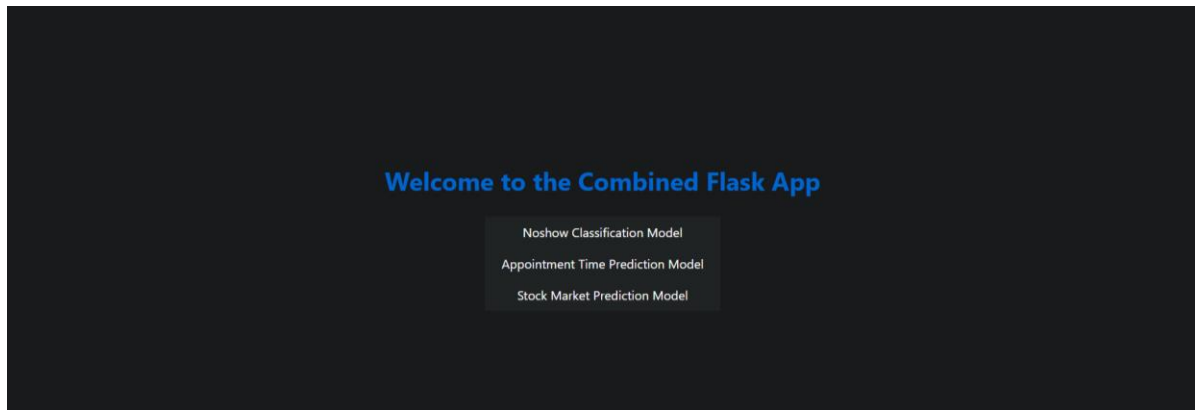 Welcome to the Combined Flask App
Noshow Classification Model
Appointment Time Prediction Model
Stock Market Prediction Model